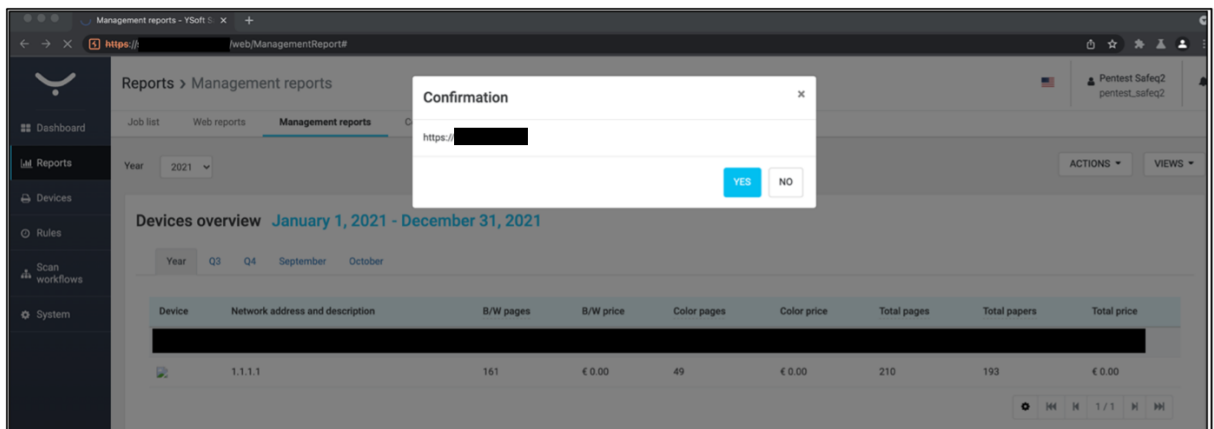 Management reports - YSoft S
https:// /web/ManagementReport#
Reports > Management reports
Pentest Safeq2
pentest_safeq2
Confirmation
https://
YES NO
Dashboard
Reports
Devices
Rules
Scan
workflows
System
Job list Web reports Management reports C
Year 2021
ACTIONS VIEWS
Devices overview January 1, 2021 - December 31, 2021
Year Q3 Q4 September October
Device Network address and description B/W pages B/W price Color pages Color price Total pages Total papers Total price
1.1.1.1 161 € 0.00 49 € 0.00 210 193 € 0.00
1 / 1